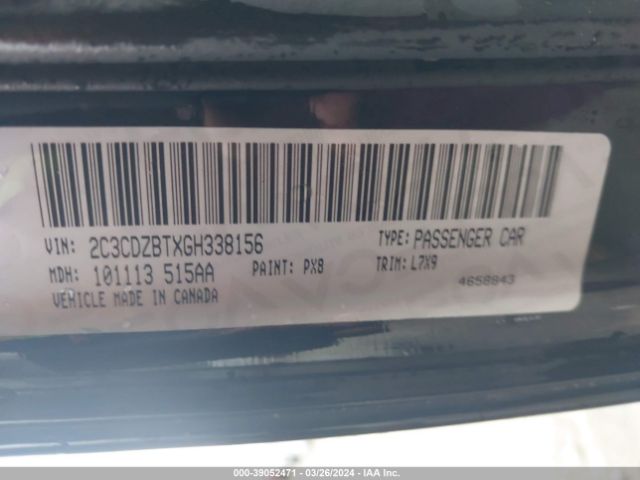 VIN: 2C3CDZBTXGH338156
TYPE: PASSENGER CAR
MDH: 101113 515AA
PAINT: PX8
TRIM: L7X9
VEHICLE MADE IN CANADA
4658843
000-39052471 - 03/26/2024 - IAA Inc.